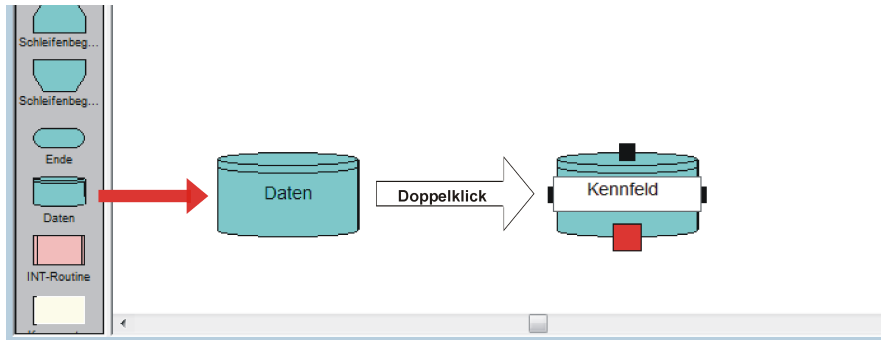 Schleifenbeg...
Schleifenbeg...
Ende
Daten
INT-Routine
Daten
Doppelklick
Kennfeld